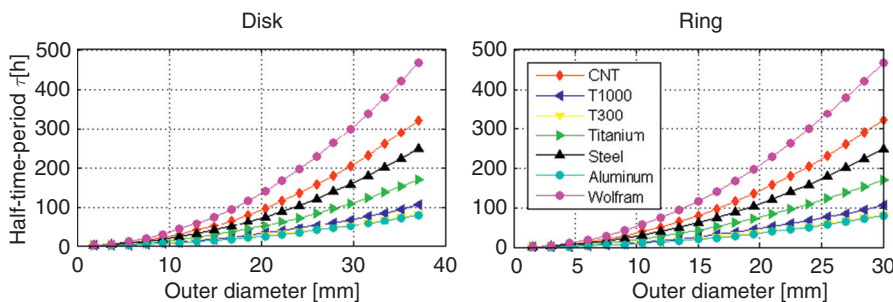 Disk
Ring
Half-time-period τ[h]
500
400
300
200
100
0
0
10
20
30
40
Outer diameter [mm]
500
400
300
200
100
0
0
5
10
15
20
25
30
Outer diameter [mm]
CNT
T1000
T300
Titanium
Steel
Aluminum
Wolfram